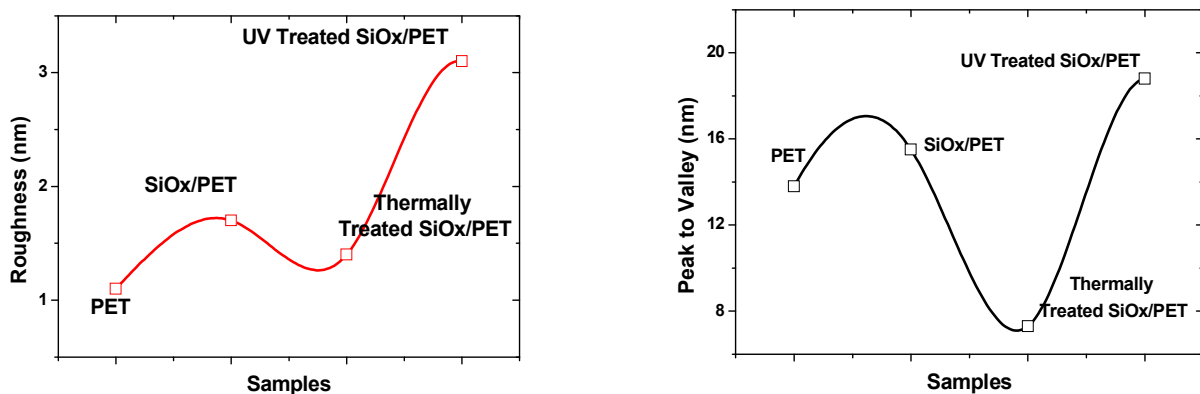 UV Treated SiOx/PET
3
SiOx/PET
2
Thermally
Treated SiOx/PET
1
PET
Roughness (nm)
Samples
20
UV Treated SiOx/PET
16
PET
SiOx/PET
12
Thermally
Treated SiOx/PET
8
Peak to Valley (nm)
Samples